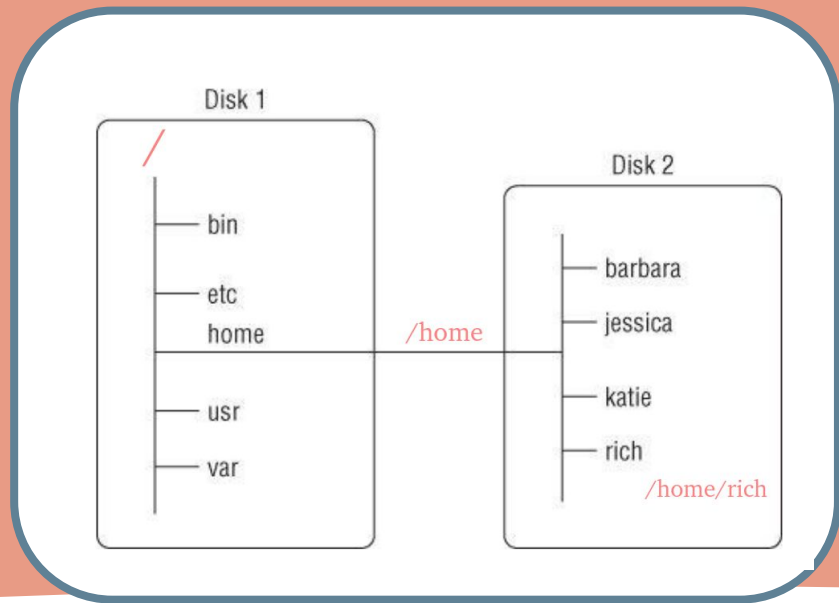 Disk 1
/
bin
etc
home
usr
var
/home
Disk 2
barbara
jessica
katie
rich
/home/rich